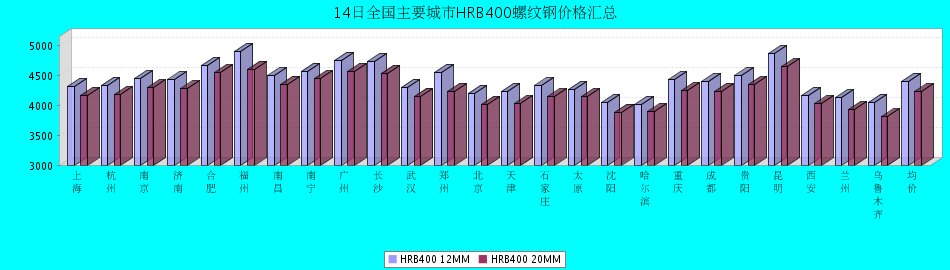 14日全国主要城市HRB400螺纹钢价格汇总
5000
4500
4000
3500
3000
上海
杭州
南京
济南
合肥
福州
南昌
南宁
广州
长沙
武汉
郑州
北京
天津
石家庄
太原
沈阳
哈尔滨
重庆
成都
贵阳
昆明
西安
兰州
乌鲁木齐
均价
HRB400 12MM HRB400 20MM